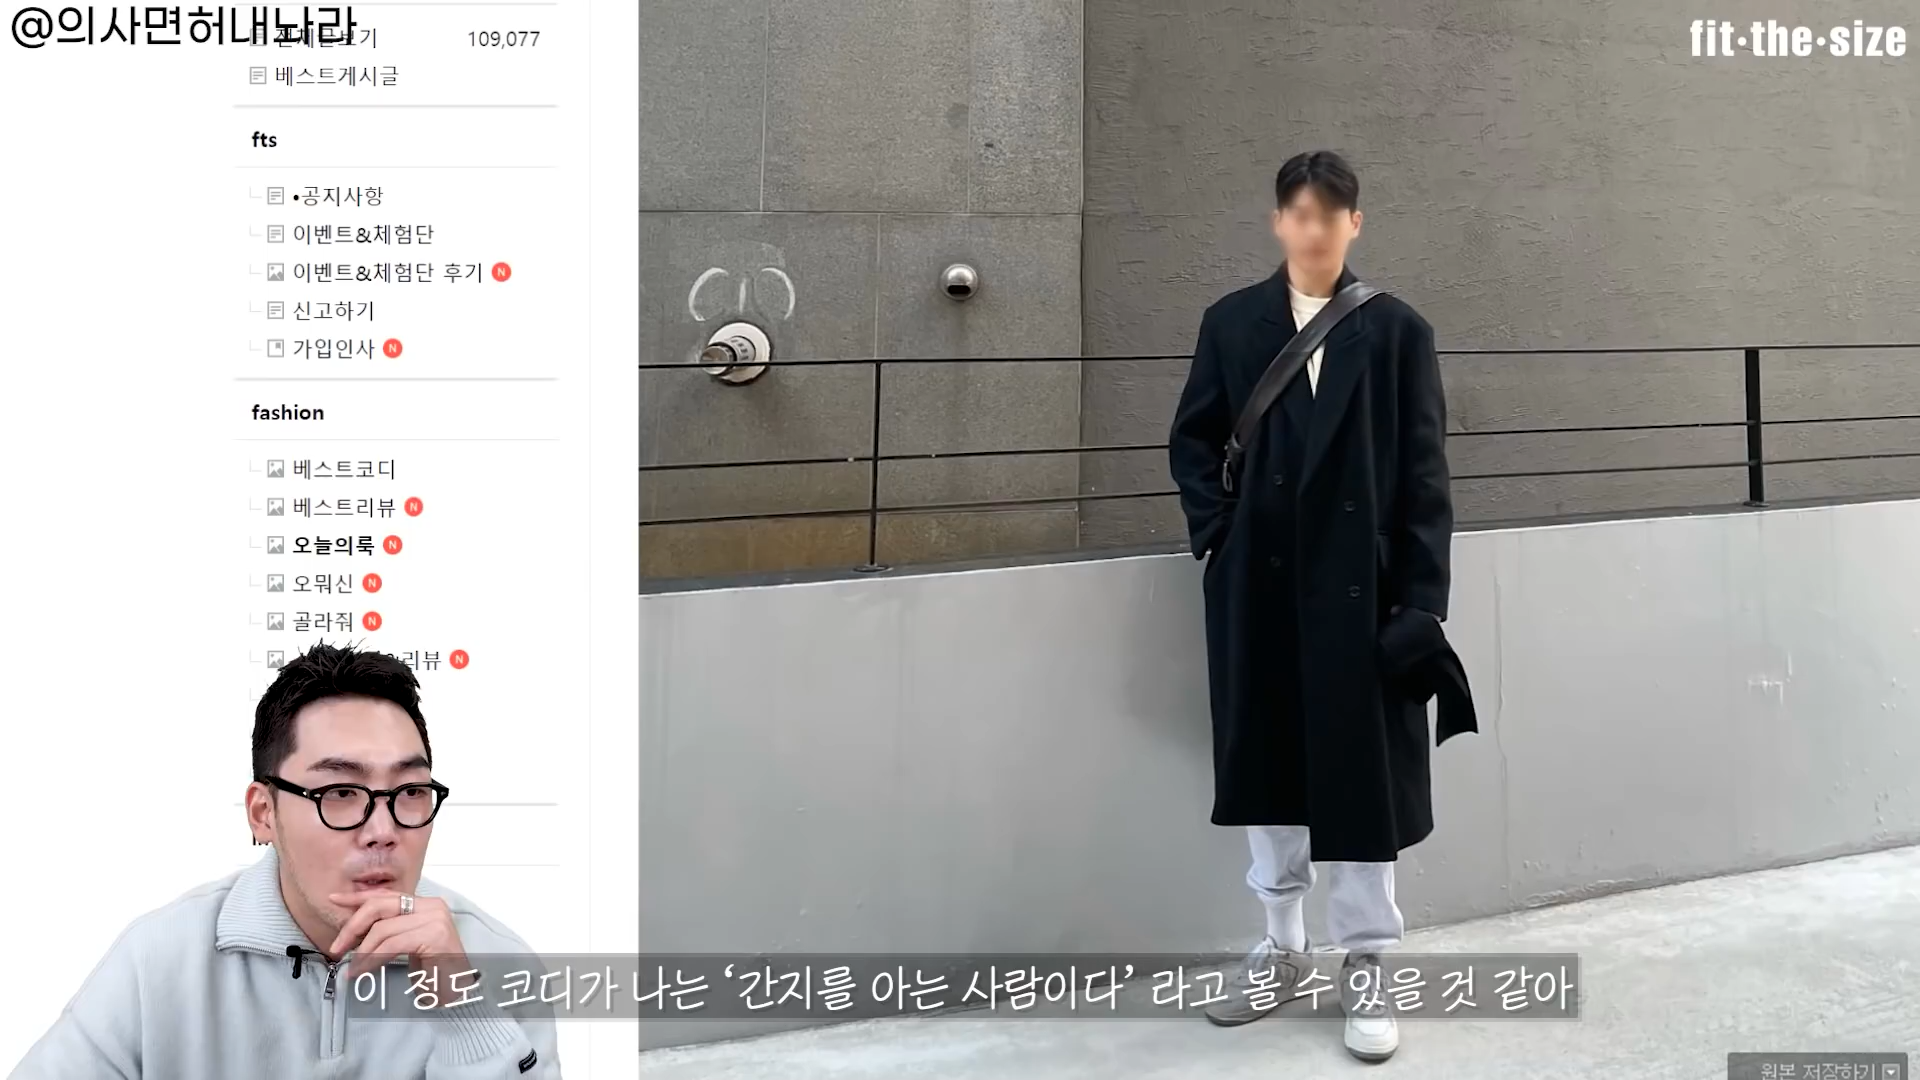 @의사면허내놔라
fit·the·size
전체글보기 109,077
베스트게시글
fts
•공지사항
이벤트&체험단
이벤트&체험단 후기 N
신고하기
가입인사 N
fashion
베스트코디
베스트리뷰 N
오늘의룩 N
오뭐신 N
골라줘 N
리뷰 N
이 정도 코디가 나는 ‘간지를 아는 사람이다’ 라고 볼 수 있을 것 같아
원본 저장하기